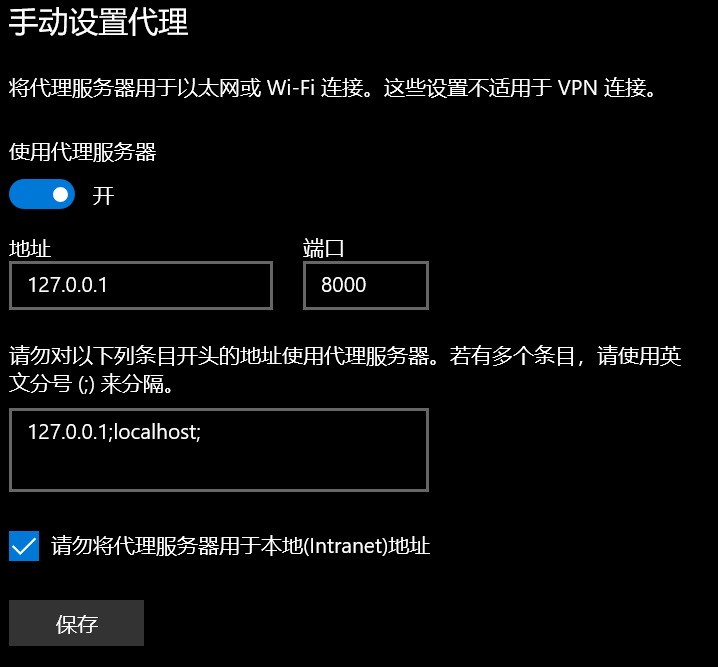 手动设置代理
将代理服务器用于以太网或 Wi-Fi 连接。这些设置不适用于 VPN 连接。
使用代理服务器
开
地址 端口
127.0.0.1 8000
请勿对以下列条目开头的地址使用代理服务器。若有多个条目，请使用英
文分号 (;) 来分隔。
127.0.0.1;localhost;
请勿将代理服务器用于本地(Intranet)地址
保存